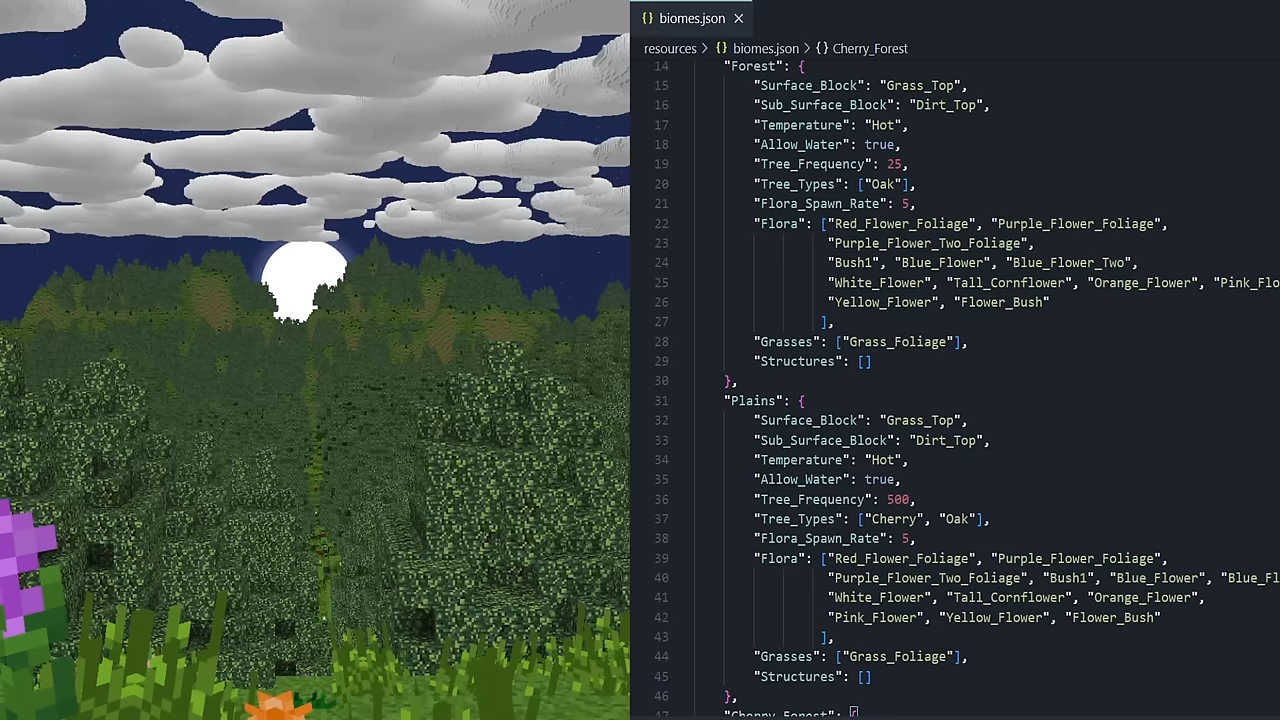 {} biomes.json ×
resources > {} biomes.json > {} Cherry_Forest
14 "Forest": {
15 "Surface_Block": "Grass_Top",
16 "Sub_Surface_Block": "Dirt_Top",
17 "Temperature": "Hot",
18 "Allow_Water": true,
19 "Tree_Frequency": 25,
20 "Tree_Types": ["Oak"],
21 "Flora_Spawn_Rate": 5,
22 "Flora": ["Red_Flower_Foliage", "Purple_Flower_Foliage",
23 "Purple_Flower_Two_Foliage",
24 "Bush1", "Blue_Flower", "Blue_Flower_Two",
25 "White_Flower", "Tall_Cornflower", "Orange_Flower", "Pink_Flo
26 "Yellow_Flower", "Flower_Bush"
27 ],
28 "Grasses": ["Grass_Foliage"],
29 "Structures": []
30 },
31 "Plains": {
32 "Surface_Block": "Grass_Top",
33 "Sub_Surface_Block": "Dirt_Top",
34 "Temperature": "Hot",
35 "Allow_Water": true,
36 "Tree_Frequency": 500,
37 "Tree_Types": ["Cherry", "Oak"],
38 "Flora_Spawn_Rate": 5,
39 "Flora": ["Red_Flower_Foliage", "Purple_Flower_Foliage",
40 "Purple_Flower_Two_Foliage", "Bush1", "Blue_Flower", "Blue_Fl
41 "White_Flower", "Tall_Cornflower", "Orange_Flower",
42 "Pink_Flower", "Yellow_Flower", "Flower_Bush"
43 ],
44 "Grasses": ["Grass_Foliage"],
45 "Structures": []
46 },
47 "Cherry_Forest": {